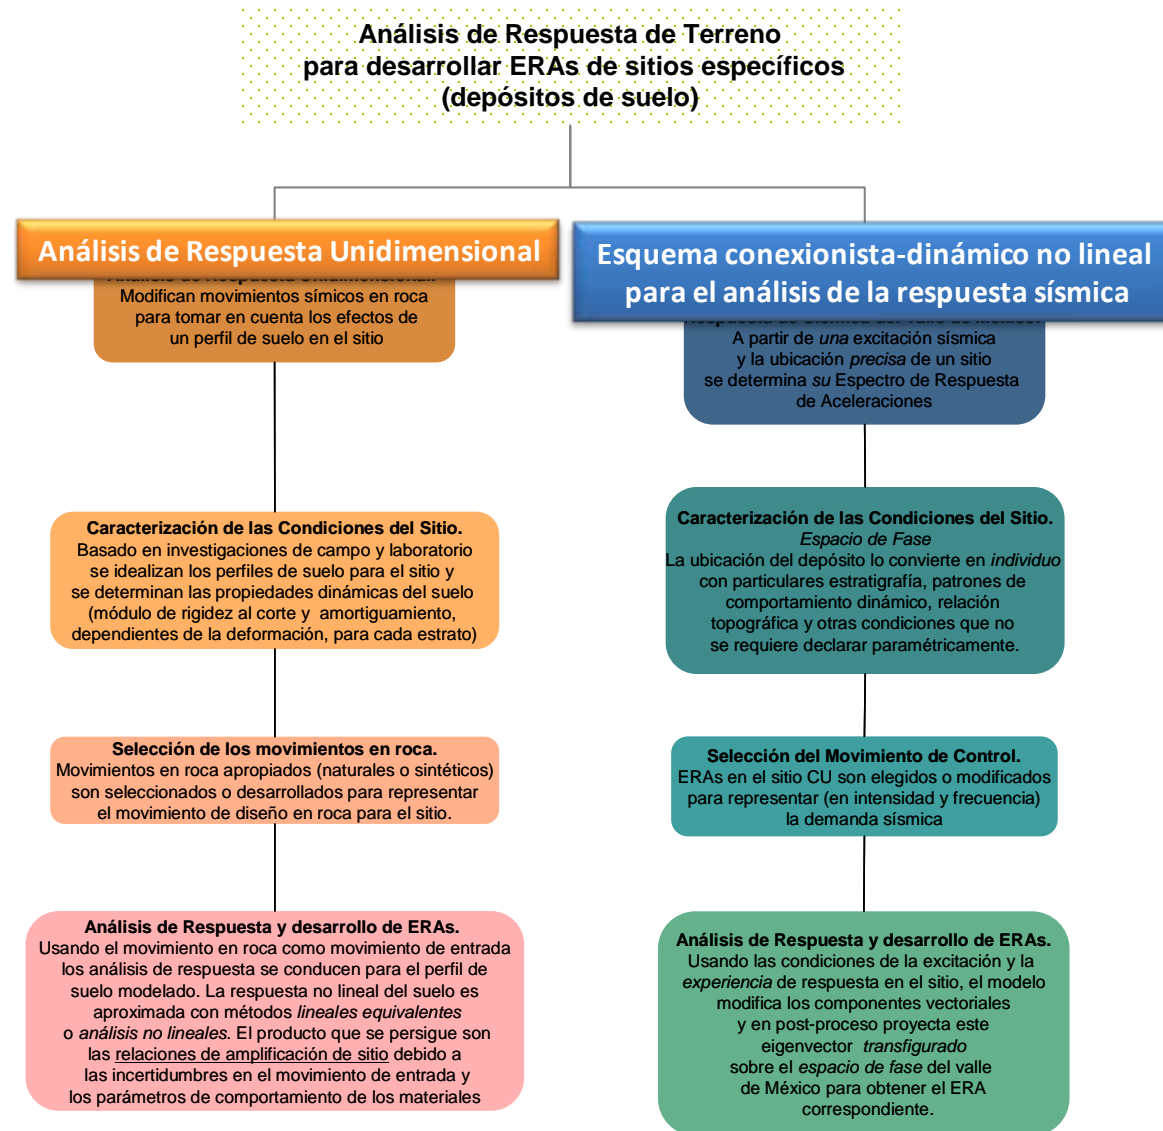 Análisis de Respuesta de Terreno
para desarrollar ERAs de sitios específicos
(depósitos de suelo)
Análisis de Respuesta Unidimensional
Análisis de Respuesta Unidimensional.
Modifican movimientos símicos en roca
para tomar en cuenta los efectos de
un perfil de suelo en el sitio
Caracterización de las Condiciones del Sitio.
Basado en investigaciones de campo y laboratorio
se idealizan los perfiles de suelo para el sitio y
se determinan las propiedades dinámicas del suelo
(módulo de rigidez al corte y amortiguamiento,
dependientes de la deformación, para cada estrato)
Selección de los movimientos en roca.
Movimientos en roca apropiados (naturales o sintéticos)
son seleccionados o desarrollados para representar
el movimiento de diseño en roca para el sitio.
Análisis de Respuesta y desarrollo de ERAs.
Usando el movimiento en roca como movimiento de entrada
los análisis de respuesta se conducen para el perfil de
suelo modelado. La respuesta no lineal del suelo es
aproximada con métodos lineales equivalentes
o análisis no lineales. El producto que se persigue son
las relaciones de amplificación de sitio debido a
las incertidumbres en el movimiento de entrada y
los parámetros de comportamiento de los materiales
Esquema conexionista-dinámico no lineal
para el análisis de la respuesta sísmica
A partir de una excitación sísmica
y la ubicación precisa de un sitio
se determina su Espectro de Respuesta
de Aceleraciones
Caracterización de las Condiciones del Sitio.
Espacio de Fase
La ubicación del depósito lo convierte en individuo
con particulares estratigrafía, patrones de
comportamiento dinámico, relación
topográfica y otras condiciones que no
se requiere declarar paramétricamente.
Selección del Movimiento de Control.
ERAs en el sitio CU son elegidos o modificados
para representar (en intensidad y frecuencia)
la demanda sísmica
Análisis de Respuesta y desarrollo de ERAs.
Usando las condiciones de la excitación y la
experiencia de respuesta en el sitio, el modelo
modifica los componentes vectoriales
y en post-proceso proyecta este
eigenvector transfigurado
sobre el espacio de fase del valle
de México para obtener el ERA
correspondiente.